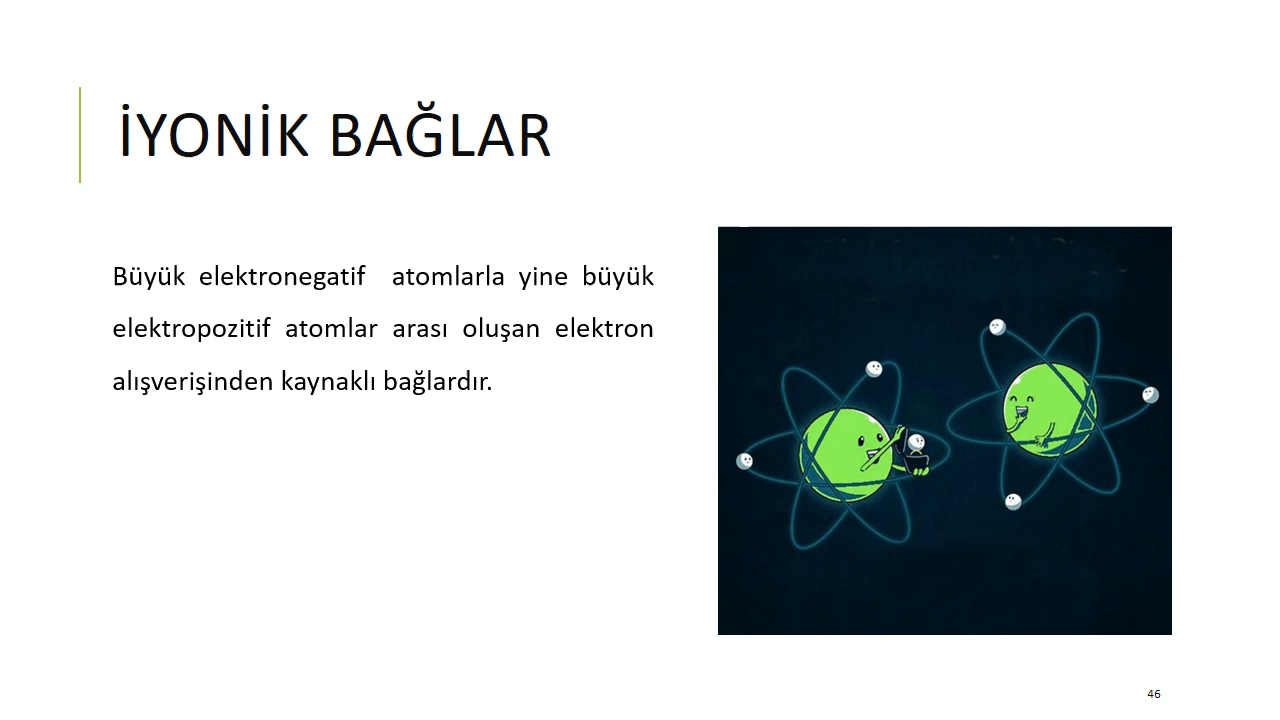 İYONİK BAĞLAR
Büyük elektronegatif atomlarla yine büyük
elektropozitif atomlar arası oluşan elektron
alışverişinden kaynaklı bağlardır.
46